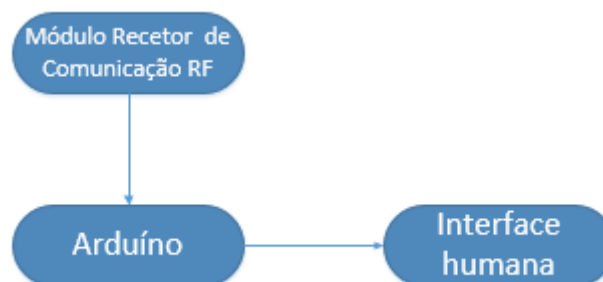 Módulo Recetor de
Comunicação RF
Arduíno
Interface
humana